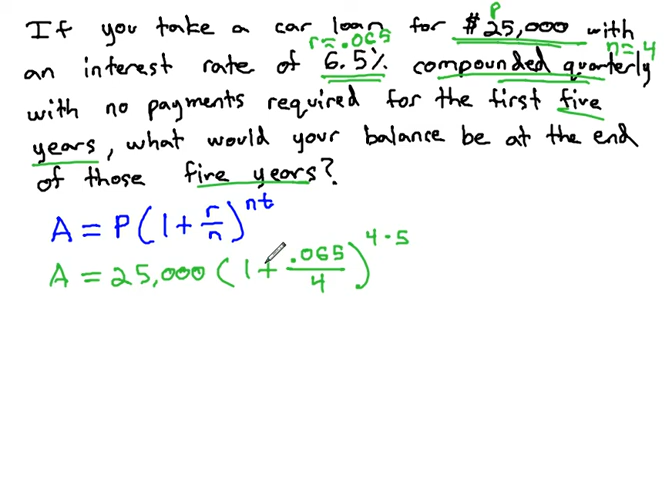 If you take a car loan for $25,000 with
P
r=.065
n=4
an interest rate of 6.5% compounded quarterly
with no payments required for the first five
years, what would your balance be at the end
of those five years?
A = P(1 + r/n)^nt
A = 25,000(1 + .065/4)^4·5